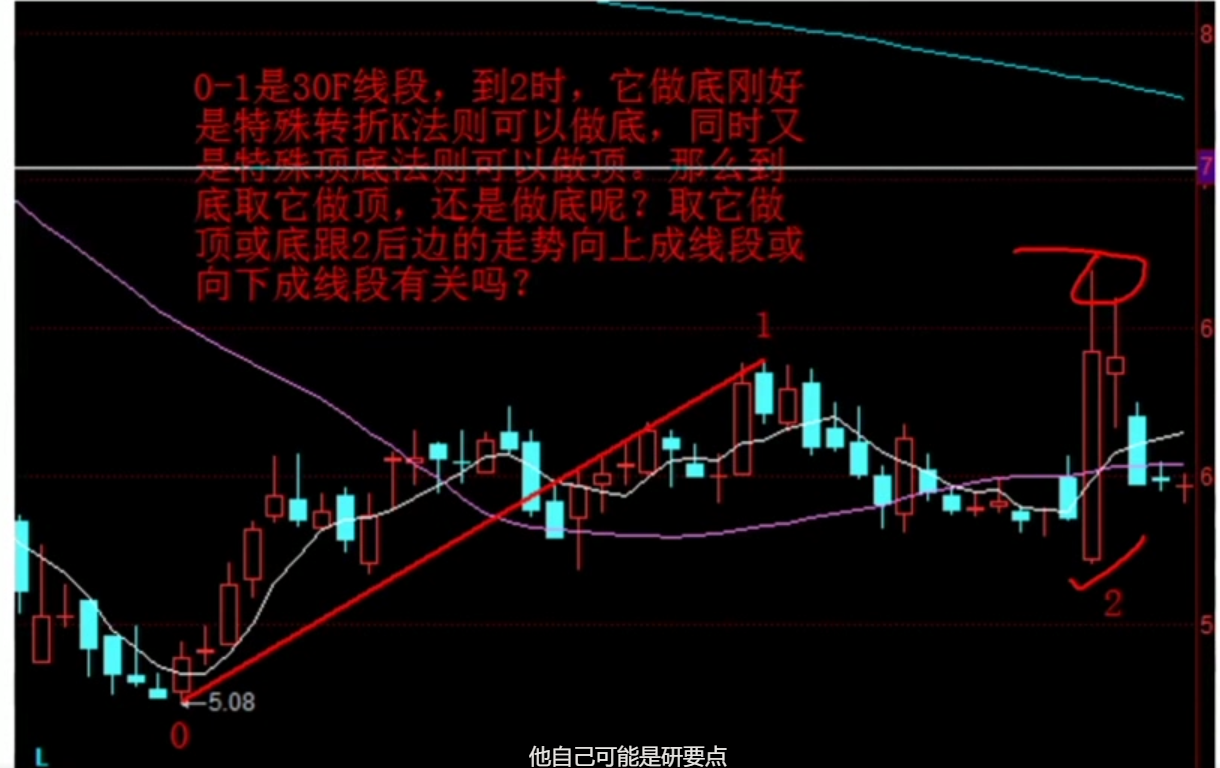 8
0-1是30F线段，到2时，它做底刚好
是特殊转折K法则可以做底，同时又
是特殊顶底法则可以做顶。那么到
7
底取它做顶，还是做底呢？取它做
顶或底跟2后边的走势向上成线段或
向下成线段有关吗？
1
6
6
2
5
←5.08
0
L
他自己可能是研要点